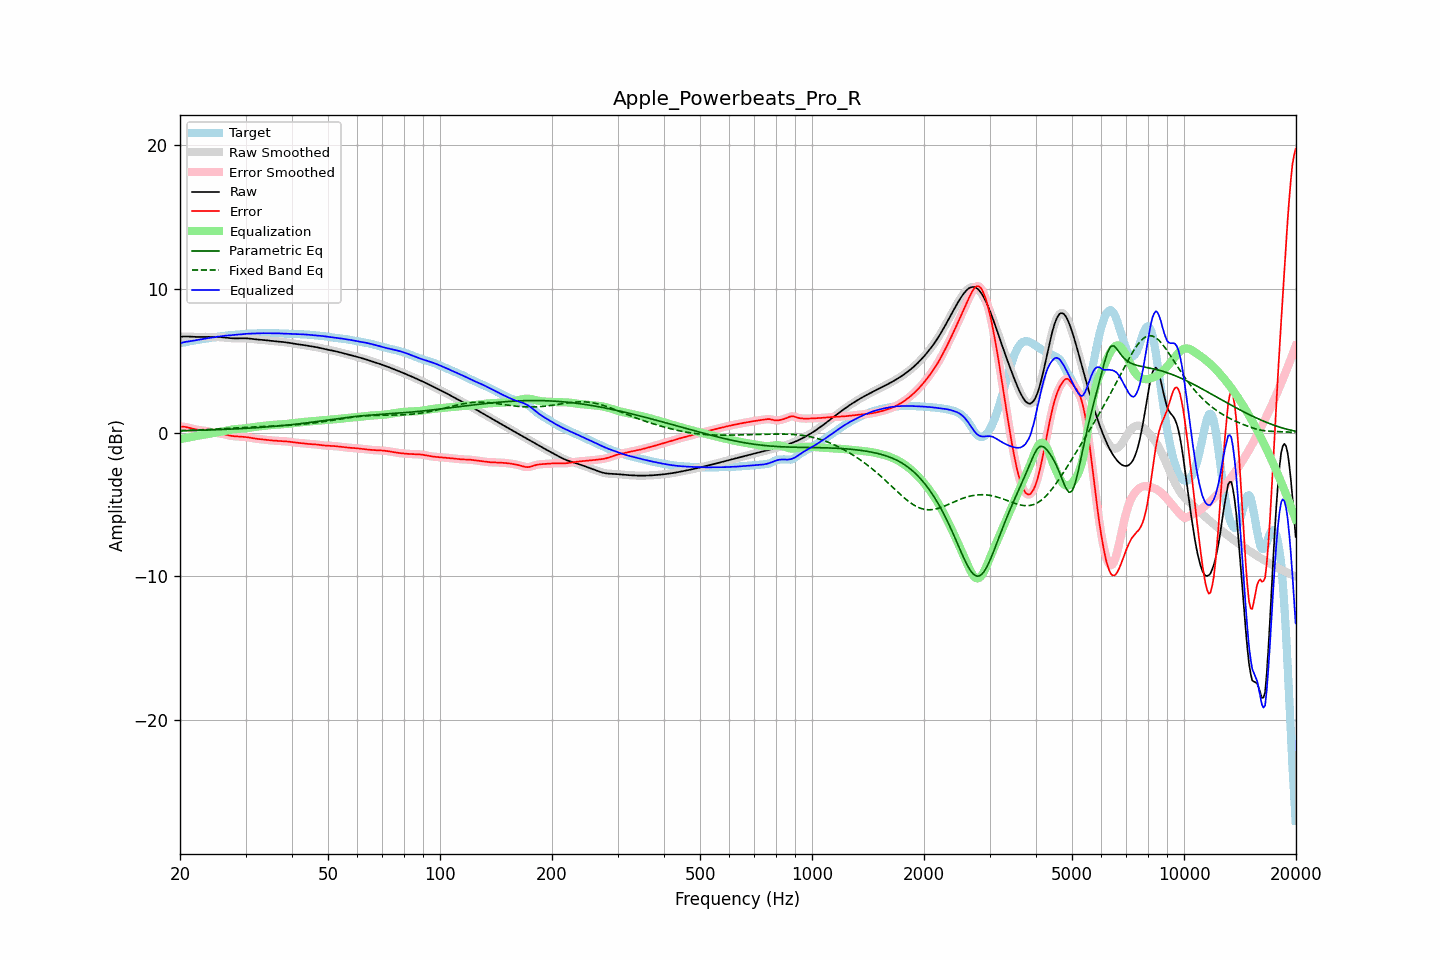 Apple_Powerbeats_Pro_R
Target
Raw Smoothed
Error Smoothed
Raw
Error
Equalization
Parametric Eq
Fixed Band Eq
Equalized
20
10
0
−10
−20
Amplitude (dBr)
20
50
100
200
500
1000
2000
5000
10000
20000
Frequency (Hz)